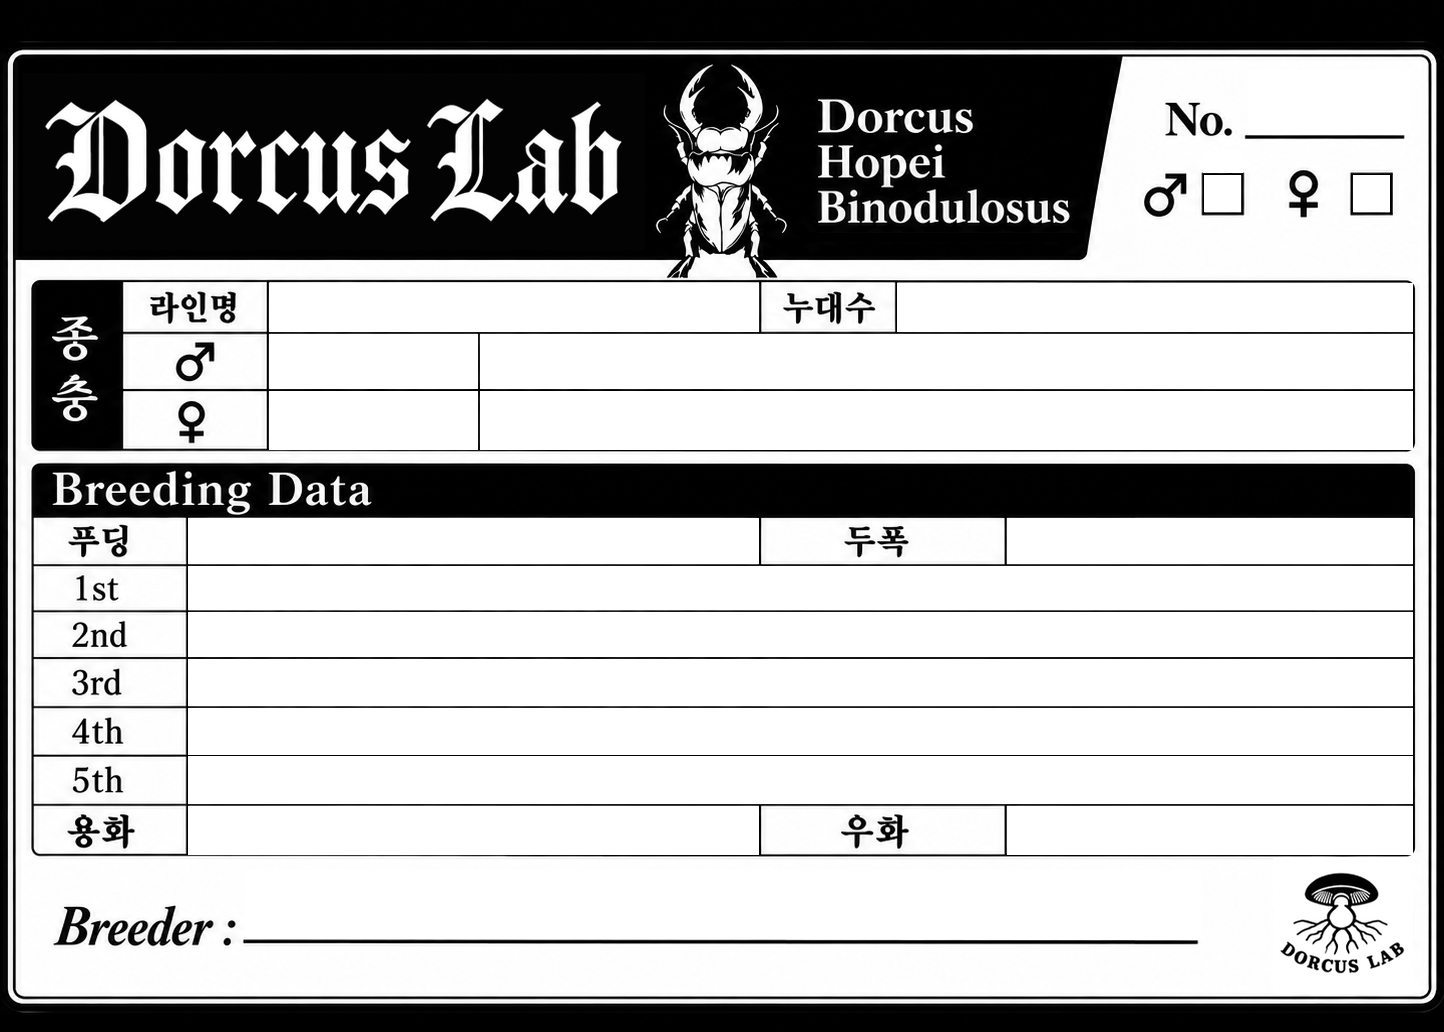 Dorcus Lab
Dorcus
Hopei
Binodulosus
No.
♂ ♀
종충
라인명 누대수
♂
♀
Breeding Data
푸딩 두폭
1st
2nd
3rd
4th
5th
용화 우화
Breeder :
DORCUS LAB